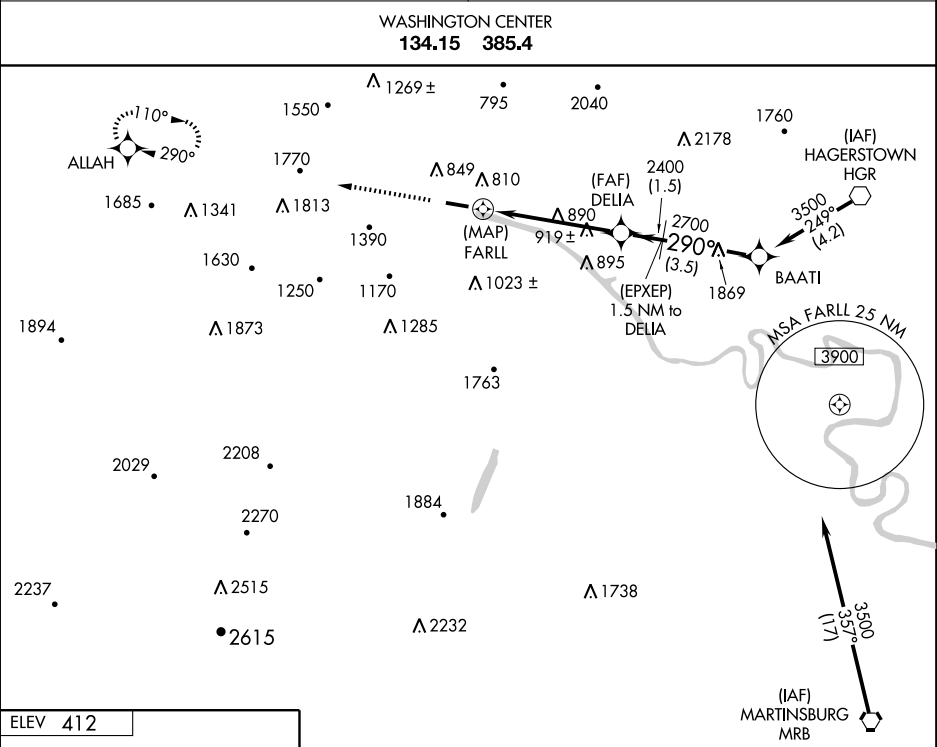 WASHINGTON CENTER
134.15 385.4
1269 ±
795
2040
1550
1760
110°
290°
ALLAH
2178
(IAF)
HAGERSTOWN
HGR
1770
849
810
(FAF)
DELIA
2400
(1.5)
3500
249°
(4.2)
1685
1341
1813
1390
(MAP)
FARLL
890
919 ±
2700
290°
(3.5)
BAATI
1630
1250
1170
1023 ±
895
(EPXEP)
1.5 NM to
DELIA
1869
1894
1873
1285
MSA FARLL 25 NM
3900
1763
2029
2208
1884
2270
2237
2515
1738
2615
2232
3500
357°
(17)
(IAF)
MARTINSBURG
MRB
ELEV 412